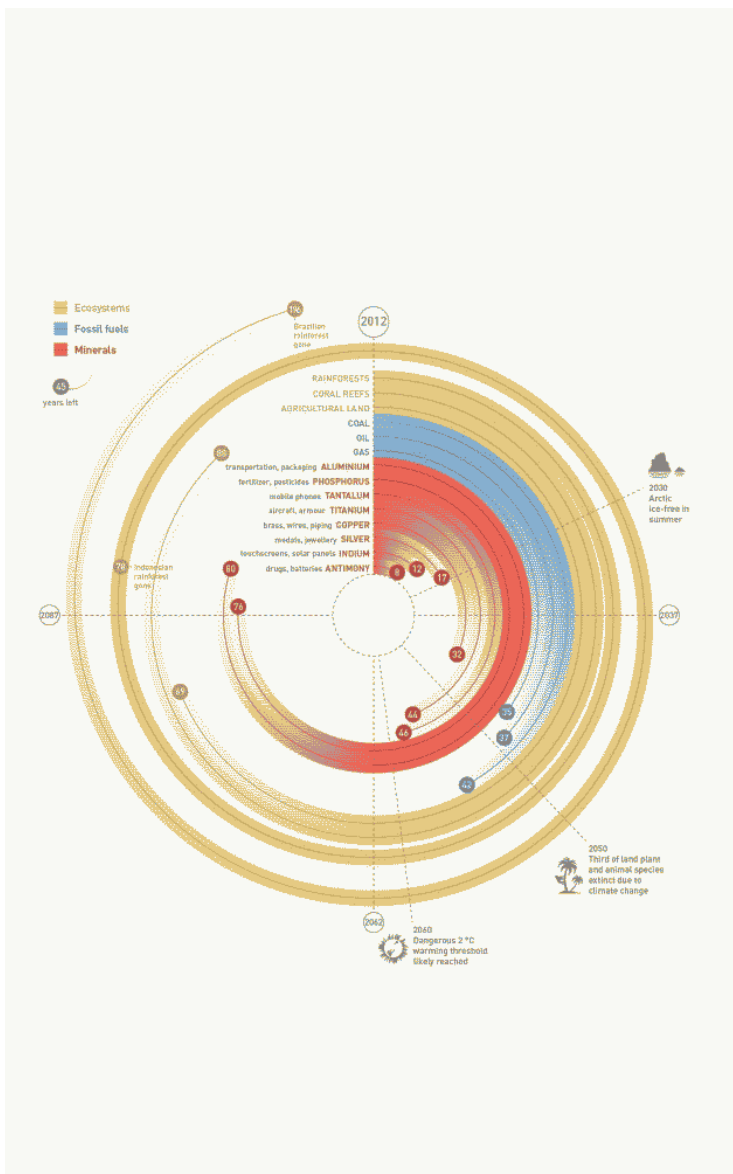 Ecosystems
Fossil fuels
Minerals
45
years left
2012
Brazilian
rainforest
gone
RAINFORESTS
CORAL REEFS
AGRICULTURAL LAND
COAL
OIL
GAS
transportation, packaging ALUMINIUM
fertilizer, pesticides PHOSPHORUS
mobile phones TANTALUM
aircraft, armour TITANIUM
brass, wires, piping COPPER
medals, jewellery SILVER
touchscreens, solar panels INDIUM
drugs, batteries ANTIMONY
8
12
17
2030
Arctic
ice-free in
summer
80
78
Indonesian
rainforest
gone
76
2087
2037
32
69
44
46
35
37
42
2050
Third of land plant
and animal species
extinct due to
climate change
2062
2060
Dangerous 2 °C
warming threshold
likely reached